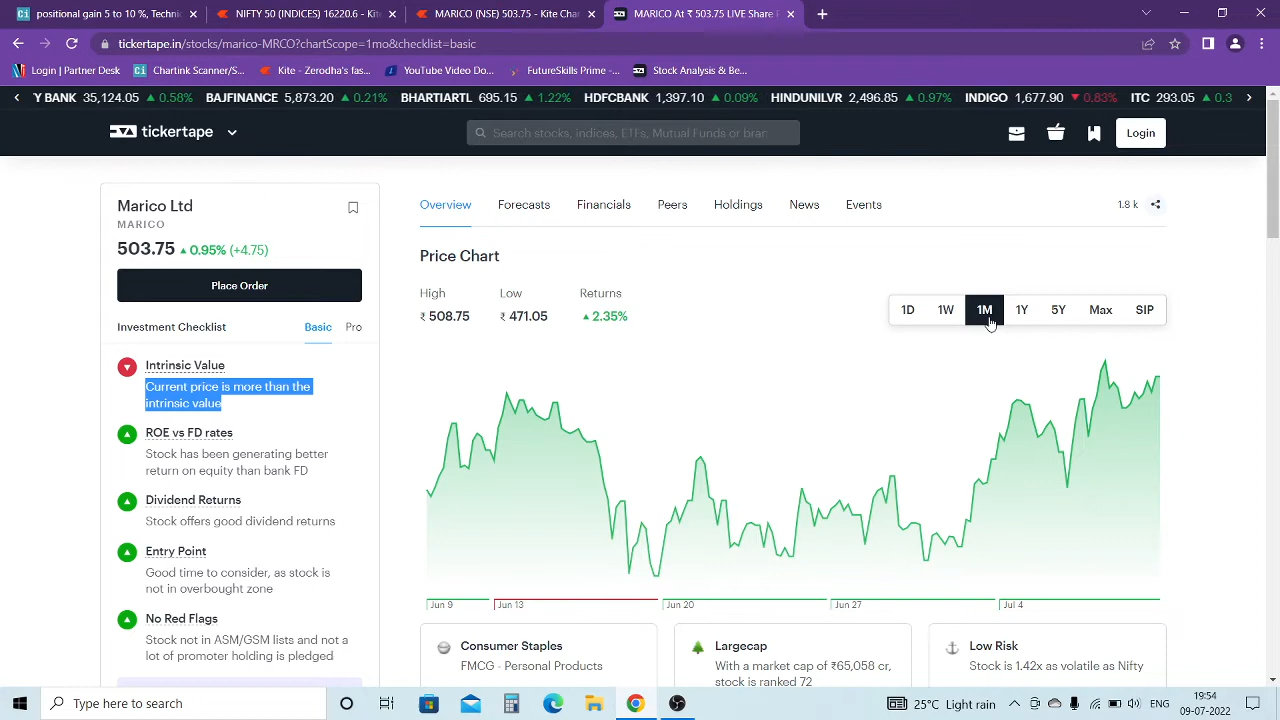 positional gain 5 to 10 %, Technic
NIFTY 50 (INDICES) 16220.6 - Kite
MARICO (NSE) 503.75 - Kite Cha
MARICO At ₹ 503.75 LIVE Share P
tickertape.in/stocks/marico-MRCO?chartScope=1mo&checklist=basic
Login | Partner Desk
Chartink Scanner/S...
Kite - Zerodha's fas...
YouTube Video Do...
FutureSkills Prime -...
Stock Analysis & Be...
Y BANK 35,124.05 0.58% BAJFINANCE 5,873.20 0.21% BHARTIARTL 695.15 1.22% HDFCBANK 1,397.10 0.09% HINDUNILVR 2,496.85 0.97% INDIGO 1,677.90 0.83% ITC 293.05 0.3
tickertape
Search stocks, indices, ETFs, Mutual Funds or bran
Login
Marico Ltd
MARICO
503.75 0.95% (+4.75)
Place Order
Investment Checklist Basic Pro
Intrinsic Value
Current price is more than the
intrinsic value
ROE vs FD rates
Stock has been generating better
return on equity than bank FD
Dividend Returns
Stock offers good dividend returns
Entry Point
Good time to consider, as stock is
not in overbought zone
No Red Flags
Stock not in ASM/GSM lists and not a
lot of promoter holding is pledged
Overview Forecasts Financials Peers Holdings News Events 1.8 k
Price Chart
High Low Returns
₹ 508.75 ₹ 471.05 2.35%
1D 1W 1M 1Y 5Y Max SIP
Jun 9 Jun 13 Jun 20 Jun 27 Jul 4
Consumer Staples
FMCG - Personal Products
Largecap
With a market cap of ₹65,058 cr,
stock is ranked 72
Low Risk
Stock is 1.42x as volatile as Nifty
Type here to search
25°C Light rain
ENG
19:54
09-07-2022